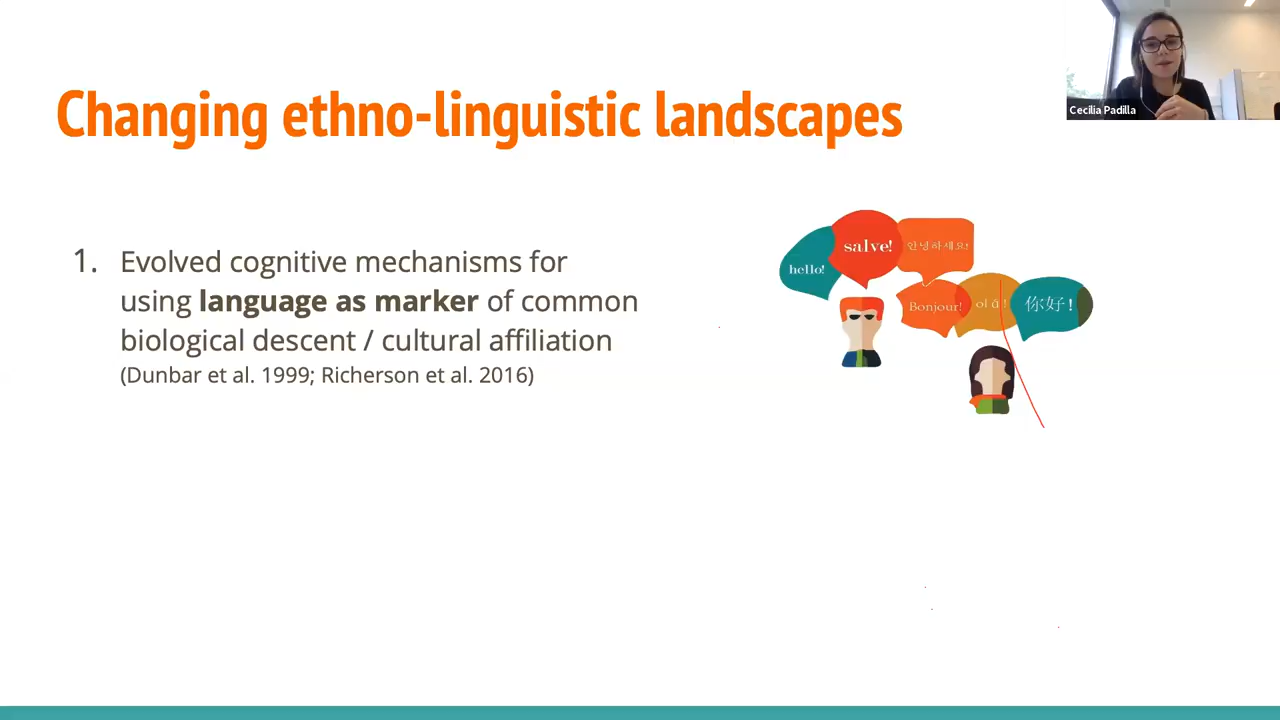 Cecilia Padilla
Changing ethno-linguistic landscapes
1. Evolved cognitive mechanisms for
using language as marker of common
biological descent / cultural affiliation
(Dunbar et al. 1999; Richerson et al. 2016)
hello!
salve!
안녕하세요!
Bonjour!
olá!
你好!